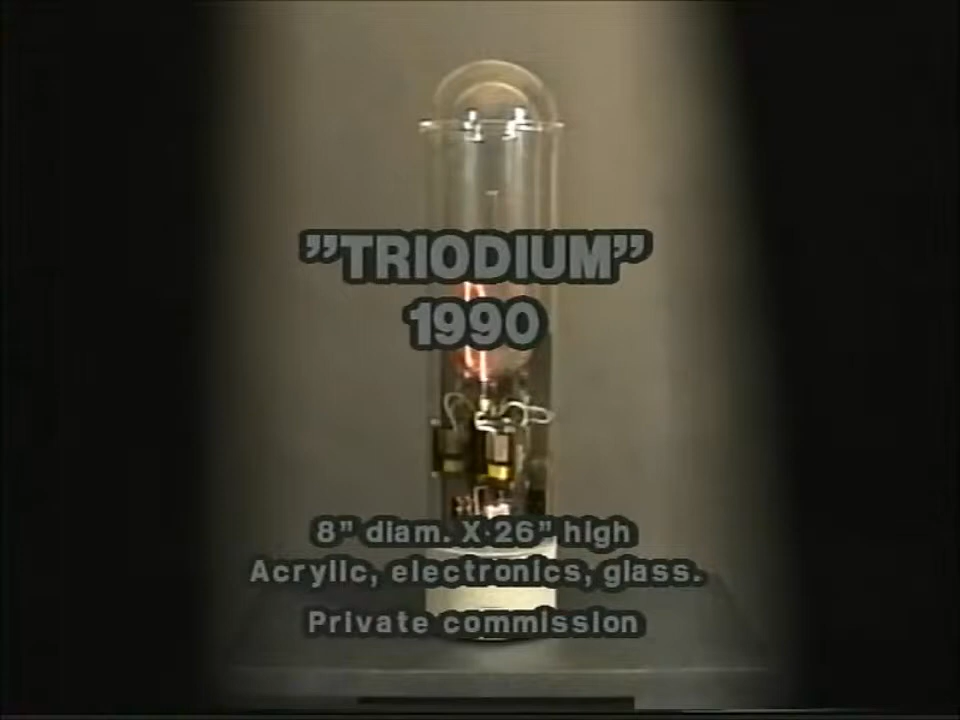 ”TRIODIUM”
1990
8” diam. X 26” high
Acrylic, electronics, glass.
Private commission